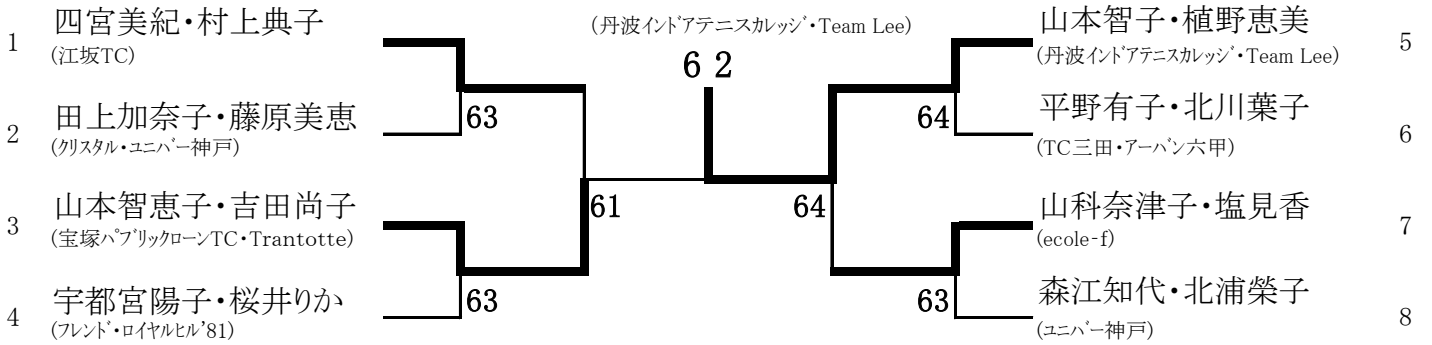 1
四宮美紀・村上典子
(江坂TC)
2
田上加奈子・藤原美恵
(クリスタル・ユニバー神戸)
3
山本智恵子・吉田尚子
(宝塚パブリックローンTC・Trantotte)
4
宇都宮陽子・桜井りか
(フレンド・ロイヤルヒル'81)
63
63
61
(丹波インドアテニスカレッジ・Team Lee)
6 2
64
64
63
山本智子・植野恵美
(丹波インドアテニスカレッジ・Team Lee)
5
平野有子・北川葉子
(TC三田・アーバン六甲)
6
山科奈津子・塩見香
(ecole-f)
7
森江知代・北浦榮子
(ユニバー神戸)
8